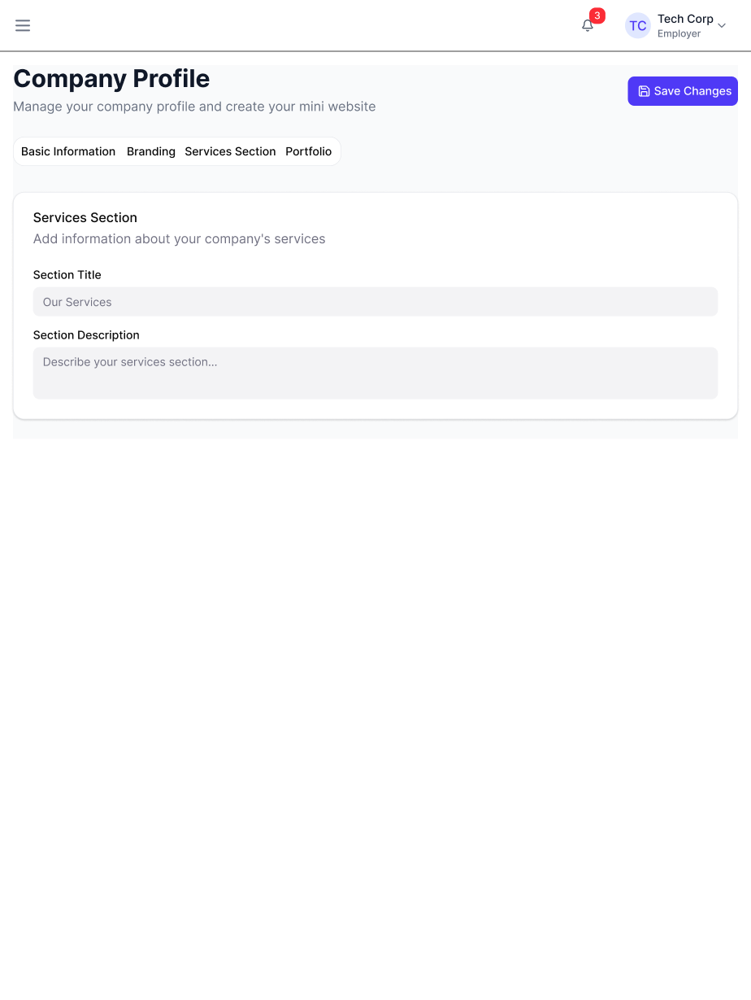 3
TC
Tech Corp
Employer
Company Profile
Manage your company profile and create your mini website
Save Changes
Basic Information Branding Services Section Portfolio
Services Section
Add information about your company's services
Section Title
Our Services
Section Description
Describe your services section...